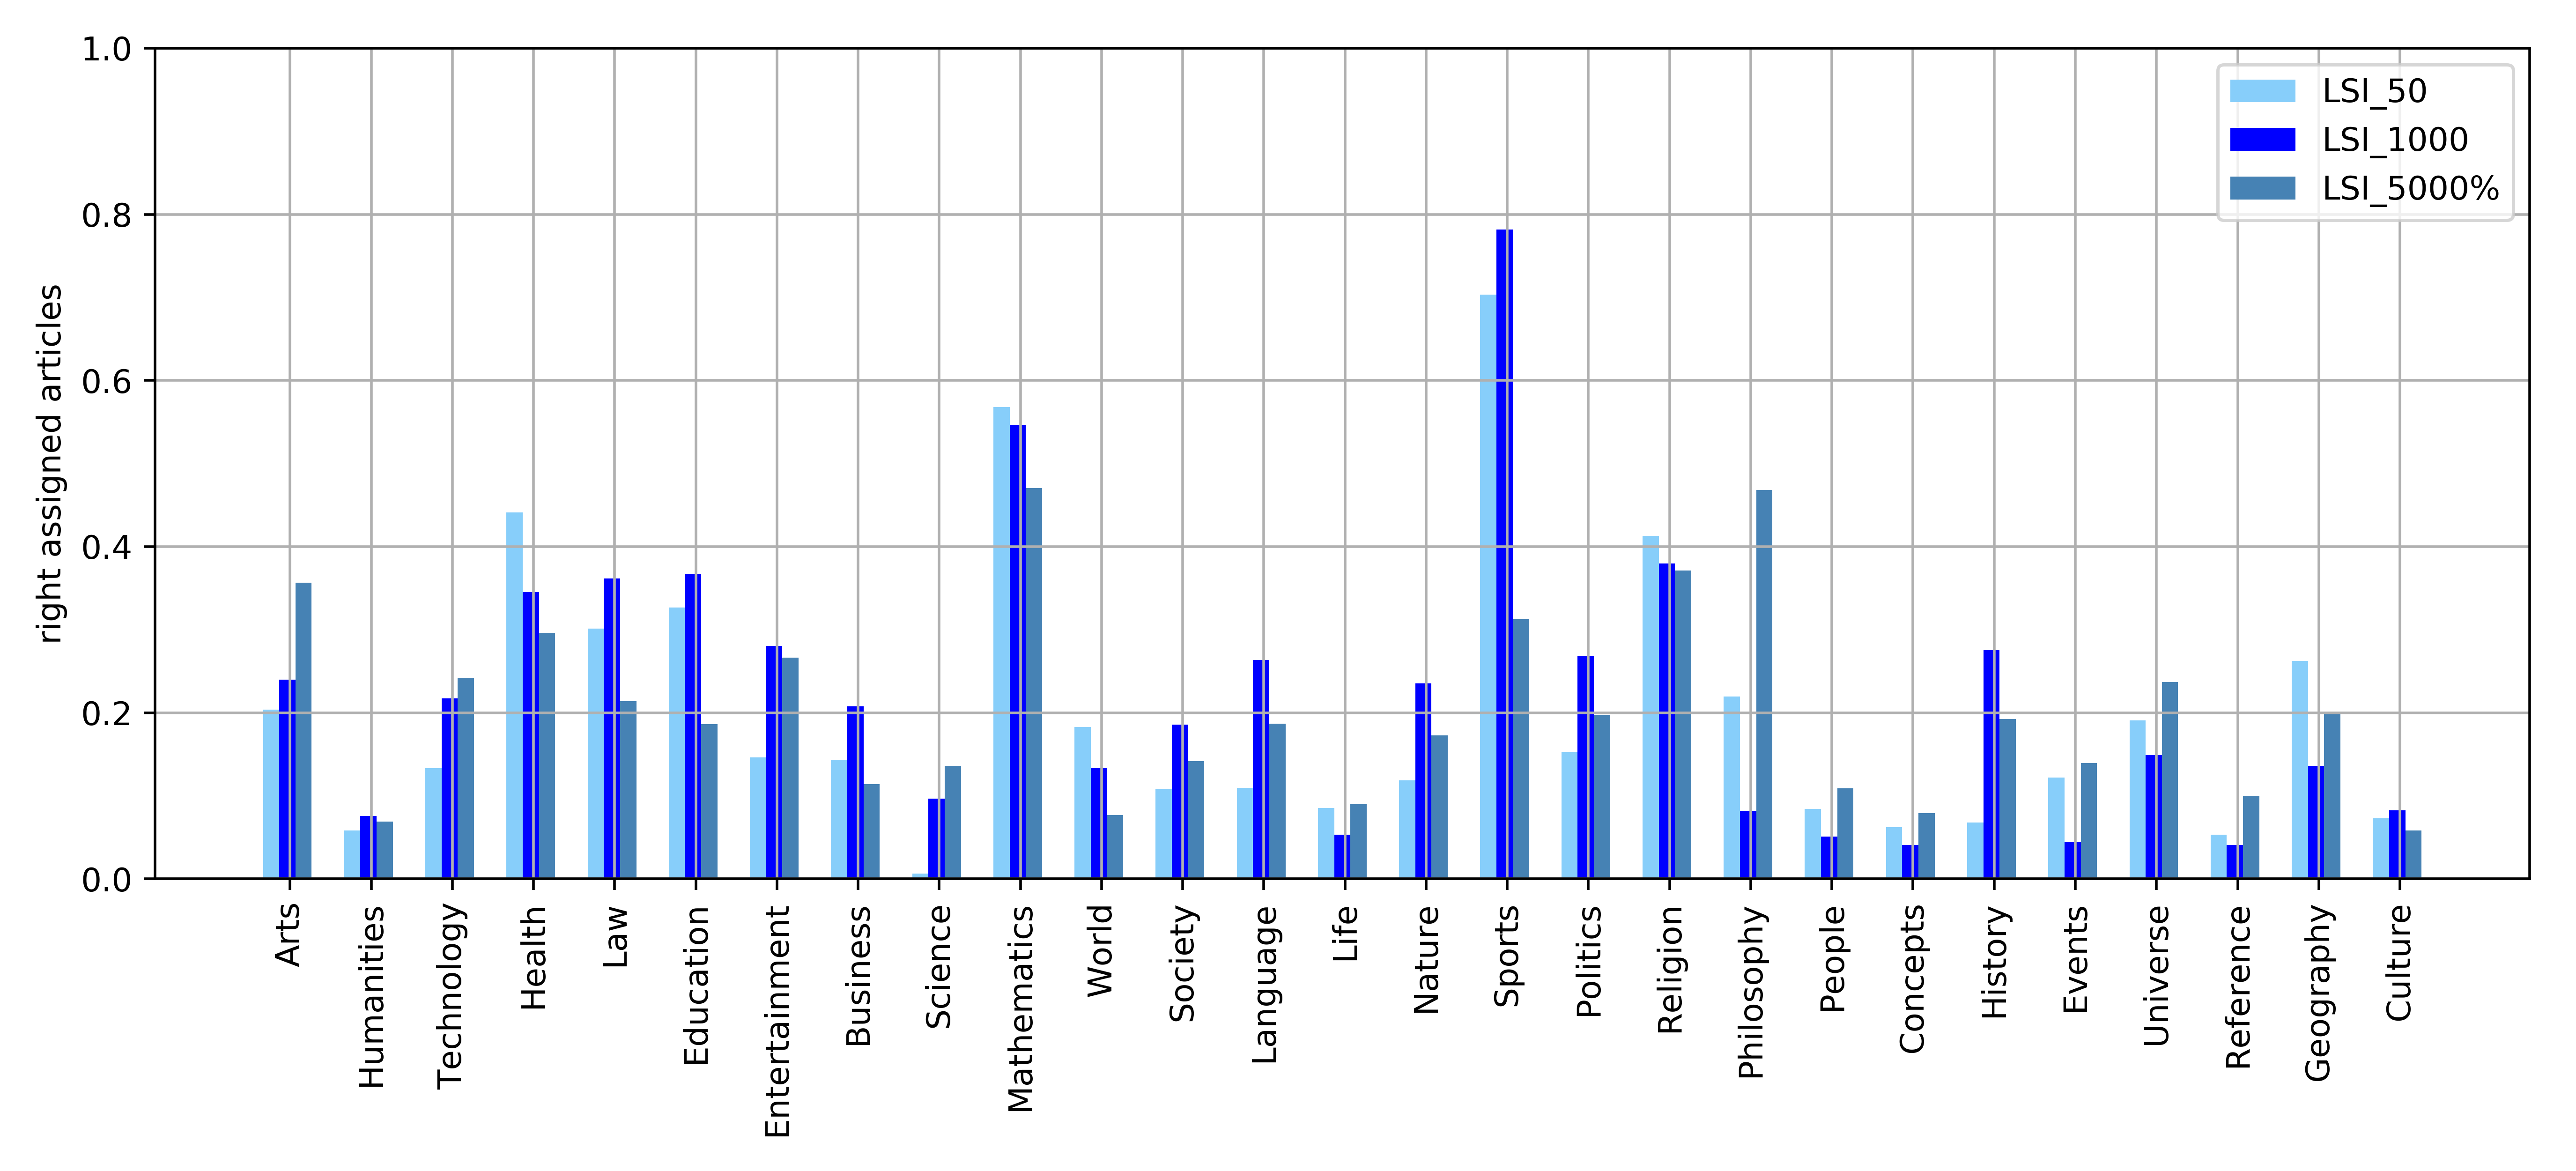 right assigned articles
1.0
0.8
0.6
0.4
0.2
0.0
LSI_50
LSI_1000
LSI_5000%
Arts
Humanities
Technology
Health
Law
Education
Entertainment
Business
Science
Mathematics
World
Society
Language
Life
Nature
Sports
Politics
Religion
Philosophy
People
Concepts
History
Events
Universe
Reference
Geography
Culture